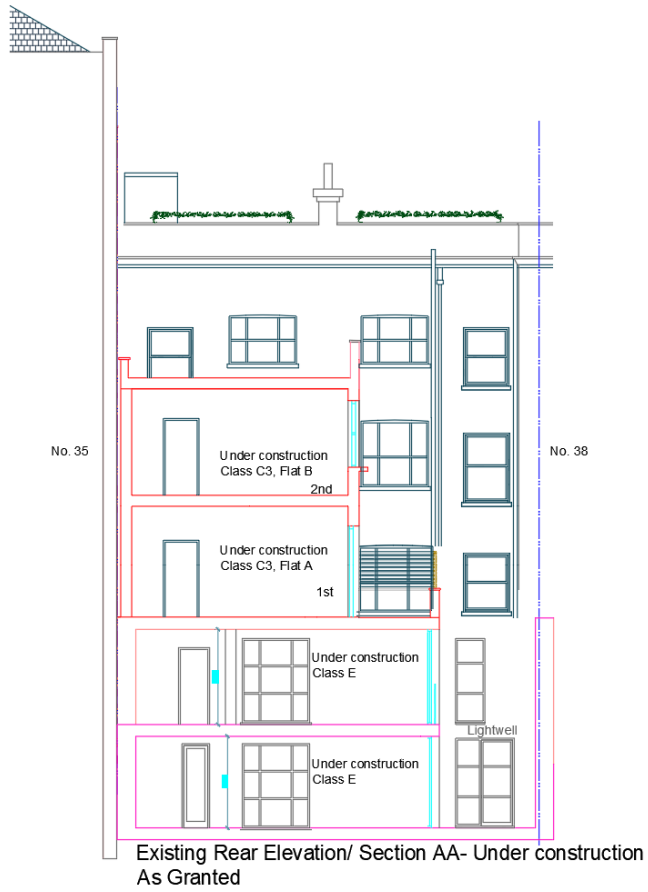 No. 35
No. 38
Under construction
Class C3, Flat B
2nd
Under construction
Class C3, Flat A
1st
Under construction
Class E
Lightwell
Under construction
Class E
Existing Rear Elevation/ Section AA- Under construction
As Granted